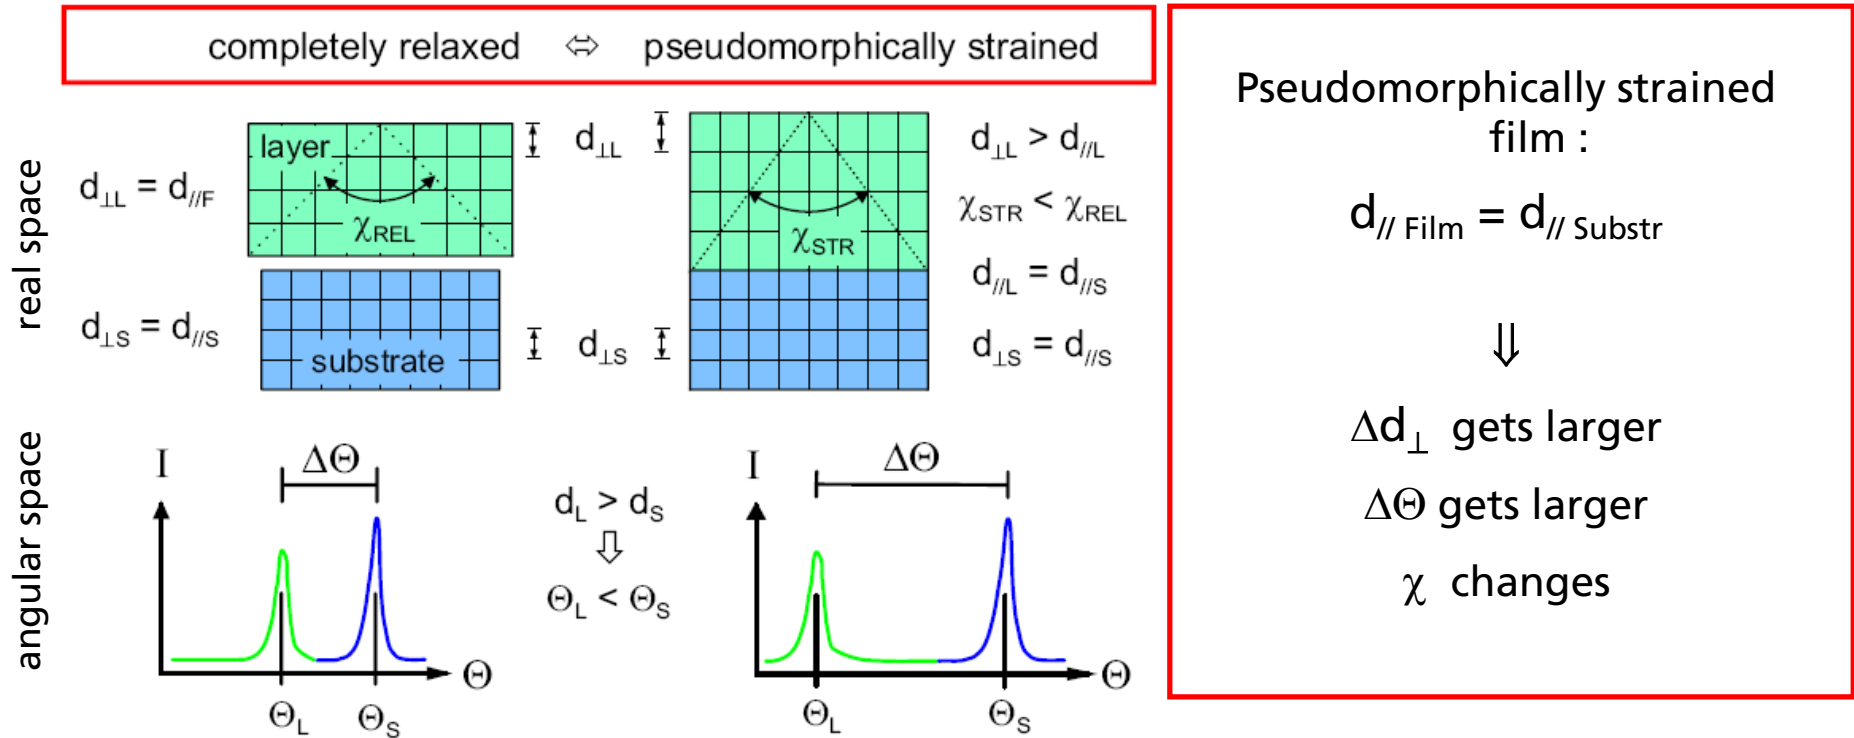 completely relaxed ⇔ pseudomorphically strained
real space
d⊥L = d//F
layer
χREL
d⊥S = d//S
substrate
d⊥L
d⊥S
χSTR
d⊥L > d//L
χSTR < χREL
d//L = d//S
d⊥S = d//S
angular space
I
ΔΘ
Θ
ΘL
ΘS
dL > dS
⇩
ΘL < ΘS
I
ΔΘ
Θ
ΘL
ΘS
Pseudomorphically strained
film :
d// Film = d// Substr
⇓
Δd⊥ gets larger
ΔΘ gets larger
χ changes